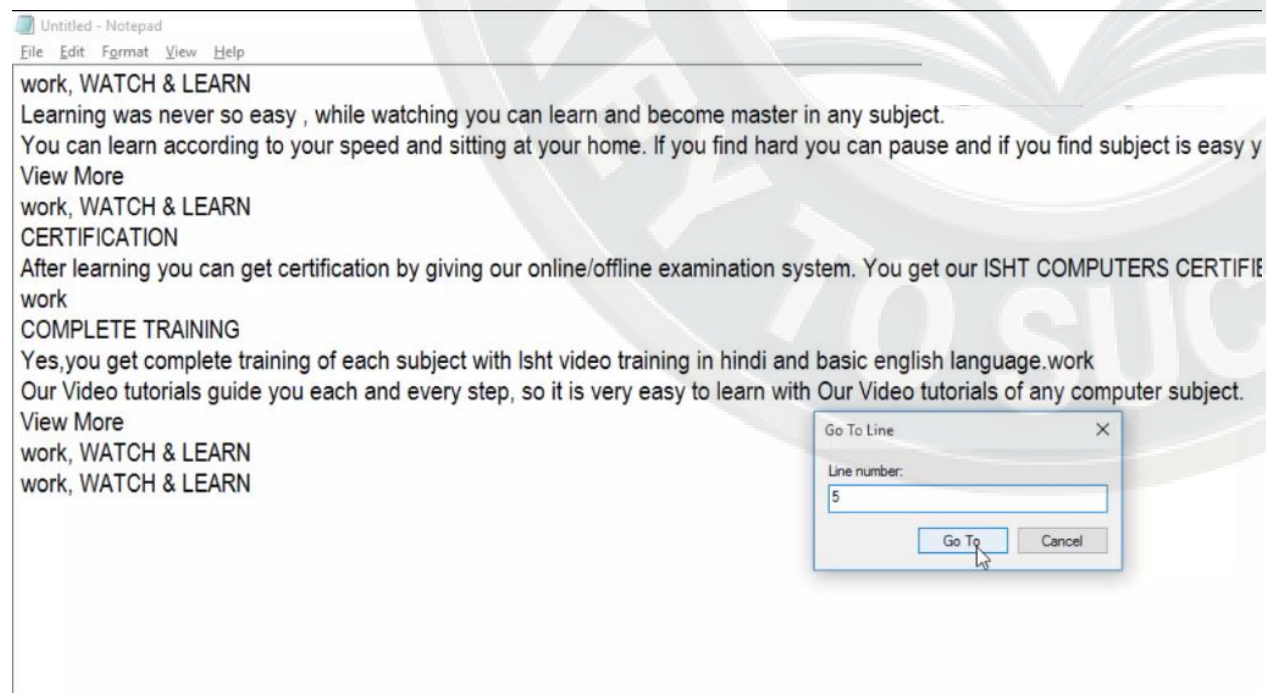 Untitled - Notepad
File Edit Format View Help
work, WATCH & LEARN
Learning was never so easy , while watching you can learn and become master in any subject.
You can learn according to your speed and sitting at your home. If you find hard you can pause and if you find subject is easy y
View More
work, WATCH & LEARN
CERTIFICATION
After learning you can get certification by giving our online/offline examination system. You get our ISHT COMPUTERS CERTIFIE
work
COMPLETE TRAINING
Yes,you get complete training of each subject with Isht video training in hindi and basic english language.work
Our Video tutorials guide you each and every step, so it is very easy to learn with Our Video tutorials of any computer subject.
View More
work, WATCH & LEARN
work, WATCH & LEARN
Go To Line
Line number:
5
Go To Cancel
KEY TO SUC